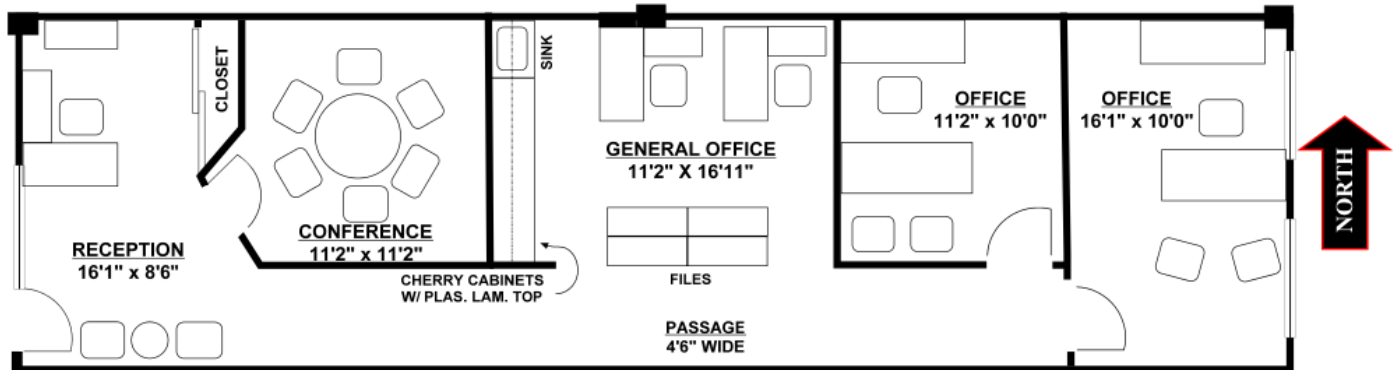 CLOSET
SINK
OFFICE
11'2" x 10'0"
OFFICE
16'1" x 10'0"
GENERAL OFFICE
11'2" X 16'11"
NORTH
CONFERENCE
11'2" x 11'2"
RECEPTION
16'1" x 8'6"
CHERRY CABINETS
W/ PLAS. LAM. TOP
FILES
PASSAGE
4'6" WIDE